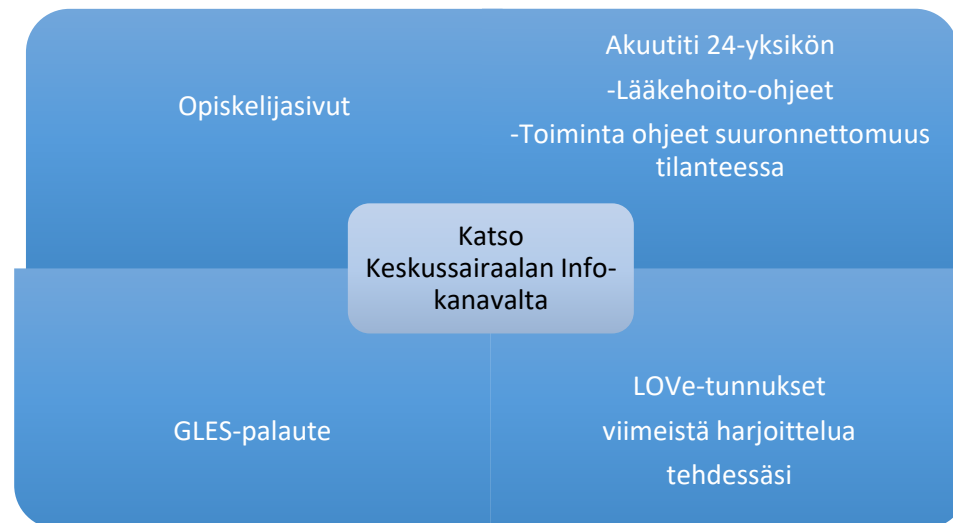 Opiskelijasivut
Akuutiti 24-yksikön
-Lääkehoito-ohjeet
-Toiminta ohjeet suuronnettomuus
tilanteessa
Katso
Keskussairaalan Info-
kanavalta
GLES-palaute
LOVe-tunnukset
viimeistä harjoittelua
tehdessäsi